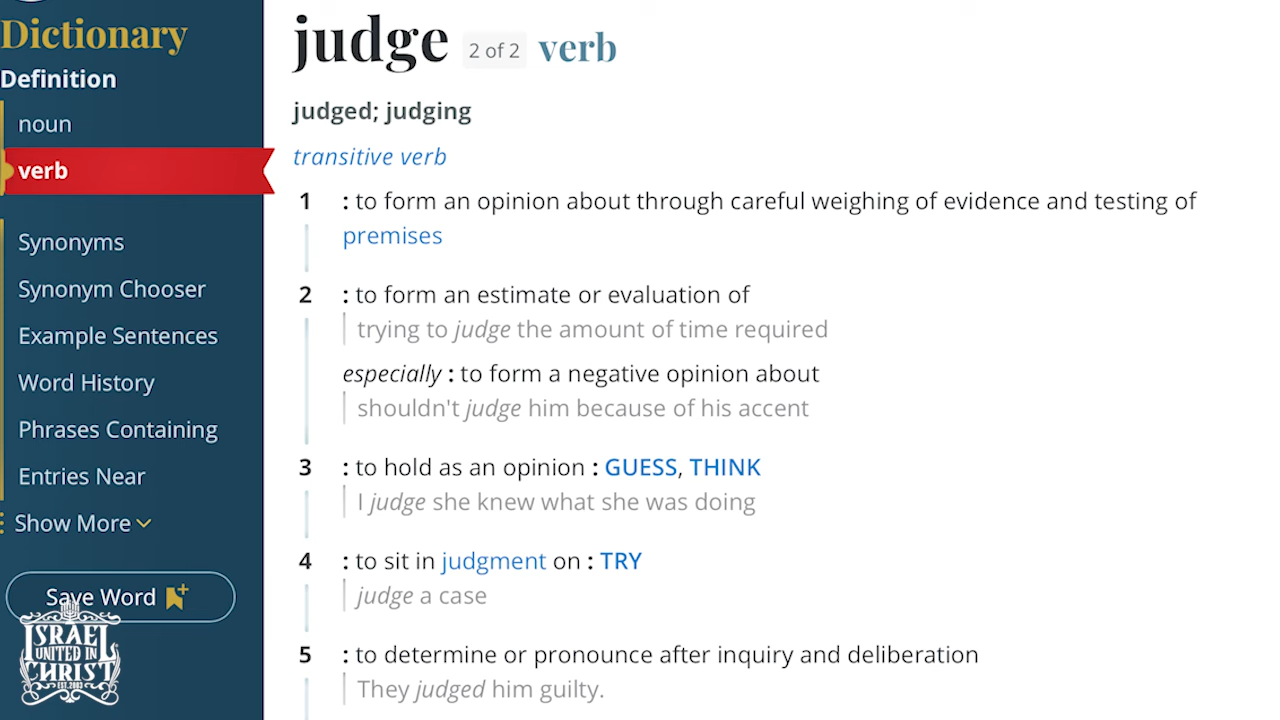 Dictionary
Definition
noun
verb
Synonyms
Synonym Chooser
Example Sentences
Word History
Phrases Containing
Entries Near
Show More
Save Word
ISRAEL
UNITED IN
CHRIST
EST.2003
judge 2 of 2 verb
judged; judging
transitive verb
1 : to form an opinion about through careful weighing of evidence and testing of
premises
2 : to form an estimate or evaluation of
trying to judge the amount of time required
especially : to form a negative opinion about
shouldn't judge him because of his accent
3 : to hold as an opinion : GUESS, THINK
I judge she knew what she was doing
4 : to sit in judgment on : TRY
judge a case
5 : to determine or pronounce after inquiry and deliberation
They judged him guilty.